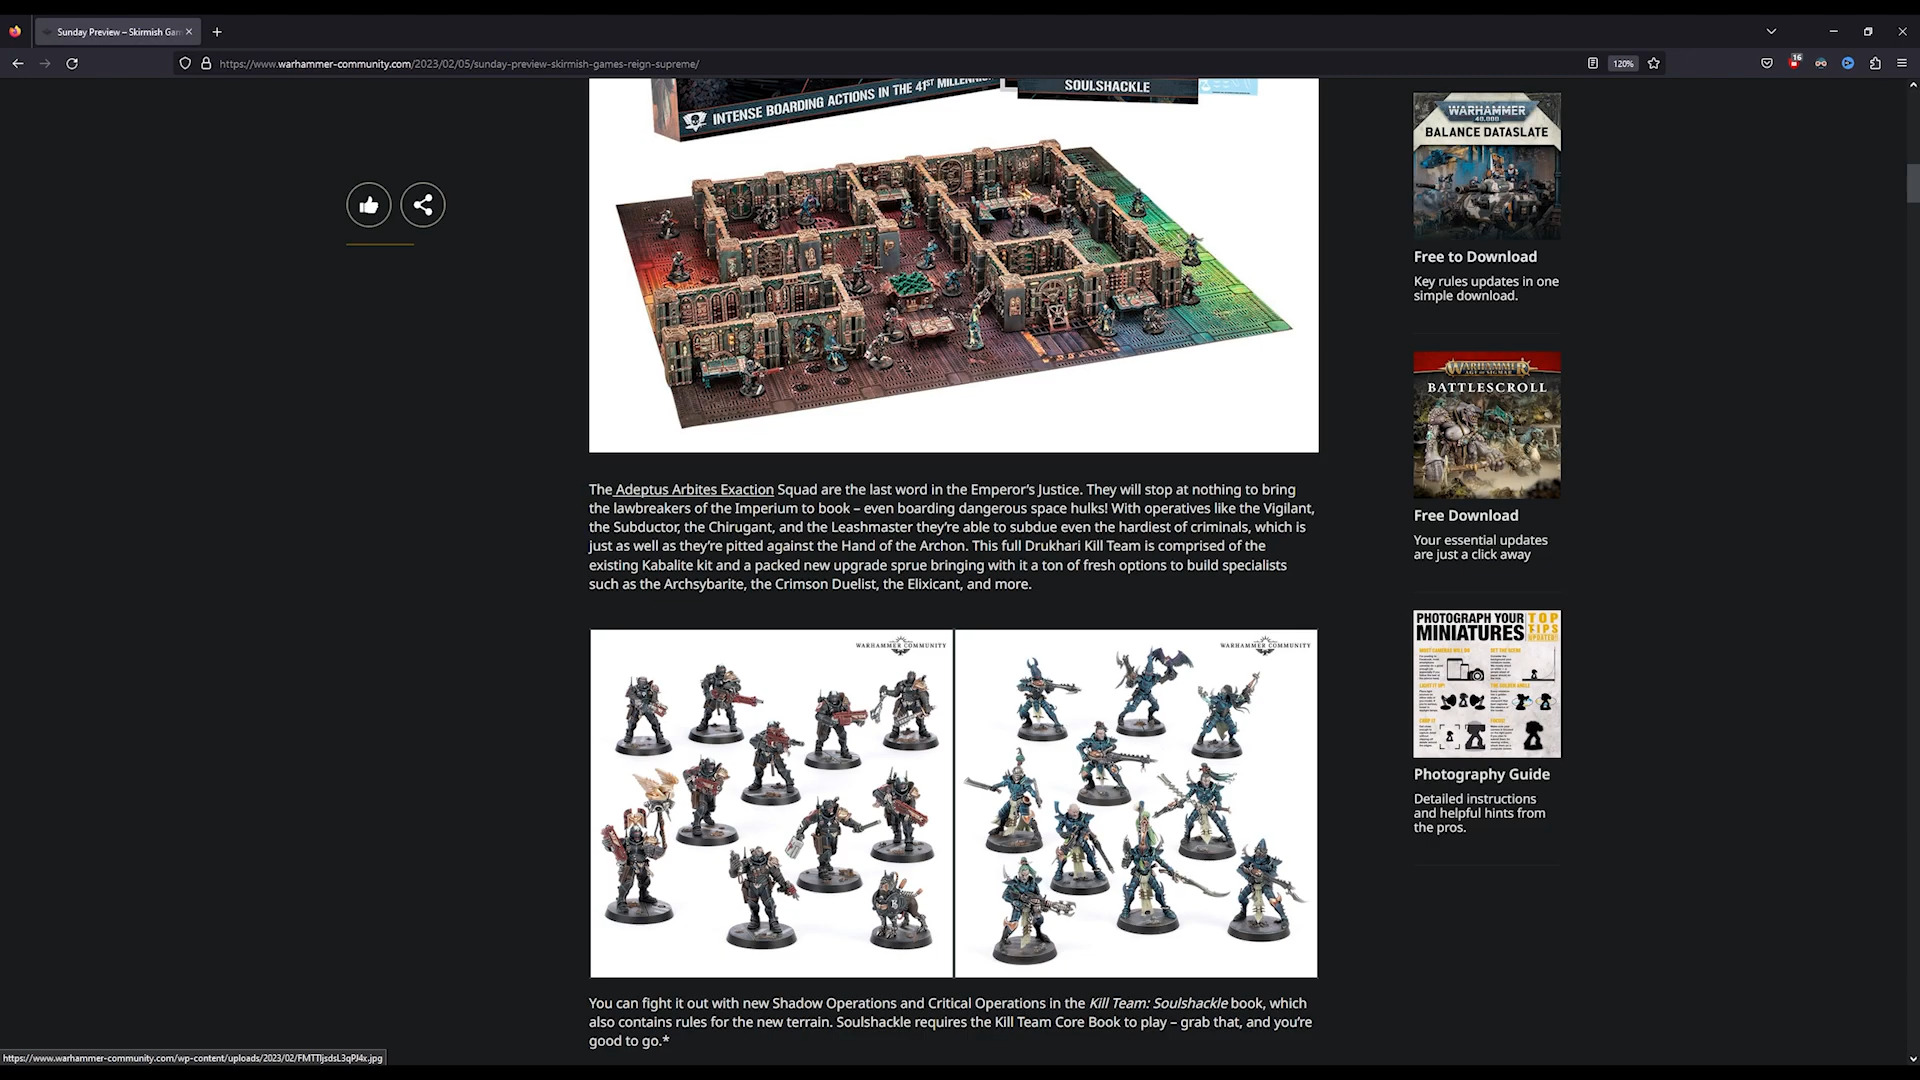 Sunday Preview – Skirmish Gam
https://www.warhammer-community.com/2023/02/05/sunday-preview-skirmish-games-reign-supreme/
120%
16
INTENSE BOARDING ACTIONS IN THE 41ST MILLENNI
SOULSHACKLE
The Adeptus Arbites Exaction Squad are the last word in the Emperor's Justice. They will stop at nothing to bring
the lawbreakers of the Imperium to book – even boarding dangerous space hulks! With operatives like the Vigilant,
the Subductor, the Chirugant, and the Leashmaster they're able to subdue even the hardiest of criminals, which is
just as well as they're pitted against the Hand of the Archon. This full Drukhari Kill Team is comprised of the
existing Kabalite kit and a packed new upgrade sprue bringing with it a ton of fresh options to build specialists
such as the Archsybarite, the Crimson Duelist, the Elixicant, and more.
WARHAMMER COMMUNITY
WARHAMMER COMMUNITY
You can fight it out with new Shadow Operations and Critical Operations in the Kill Team: Soulshackle book, which
also contains rules for the new terrain. Soulshackle requires the Kill Team Core Book to play – grab that, and you're
good to go.*
WARHAMMER
40,000
BALANCE DATASLATE
Free to Download
Key rules updates in one
simple download.
WARHAMMER
AGE OF SIGMAR
BATTLESCROLL
Free Download
Your essential updates
are just a click away
PHOTOGRAPH YOUR
MINIATURES
TOP
TIPS
UPDATED!
Photography Guide
Detailed instructions
and helpful hints from
the pros.